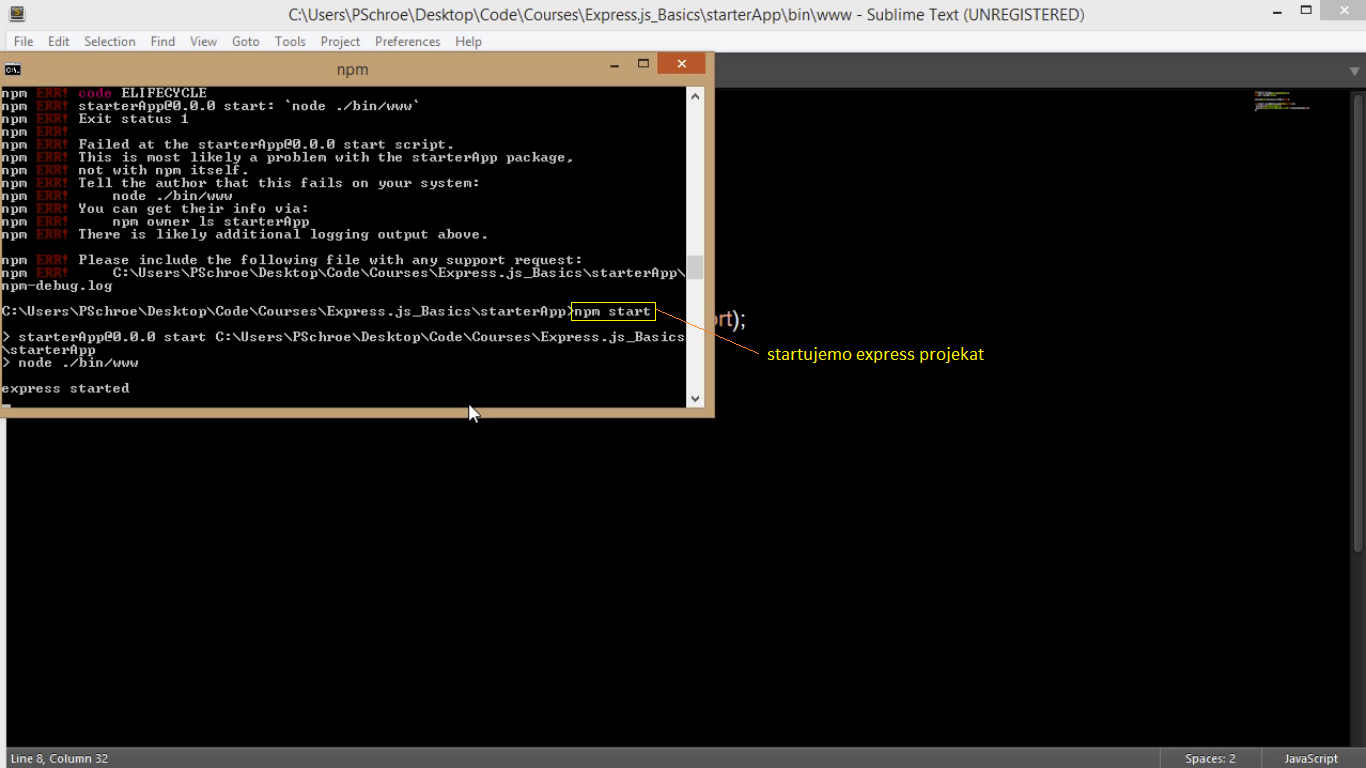 C:\Users\PSchroe\Desktop\Code\Courses\Express.js_Basics\starterApp\bin\www - Sublime Text (UNREGISTERED)
File Edit Selection Find View Goto Tools Project Preferences Help
npm
npm ERR! code ELIFECYCLE
npm ERR! starterApp@0.0.0 start: `node ./bin/www`
npm ERR! Exit status 1
npm ERR!
npm ERR! Failed at the starterApp@0.0.0 start script.
npm ERR! This is most likely a problem with the starterApp package,
npm ERR! not with npm itself.
npm ERR! Tell the author that this fails on your system:
npm ERR!     node ./bin/www
npm ERR! You can get their info via:
npm ERR!     npm owner ls starterApp
npm ERR! There is likely additional logging output above.
npm ERR! Please include the following file with any support request:
npm ERR!     C:\Users\PSchroe\Desktop\Code\Courses\Express.js_Basics\starterApp\
npm-debug.log
C:\Users\PSchroe\Desktop\Code\Courses\Express.js_Basics\starterApp>npm start
> starterApp@0.0.0 start C:\Users\PSchroe\Desktop\Code\Courses\Express.js_Basics
\starterApp
> node ./bin/www
express started
ort);
startujemo express projekat
Line 8, Column 32
Spaces: 2
JavaScript